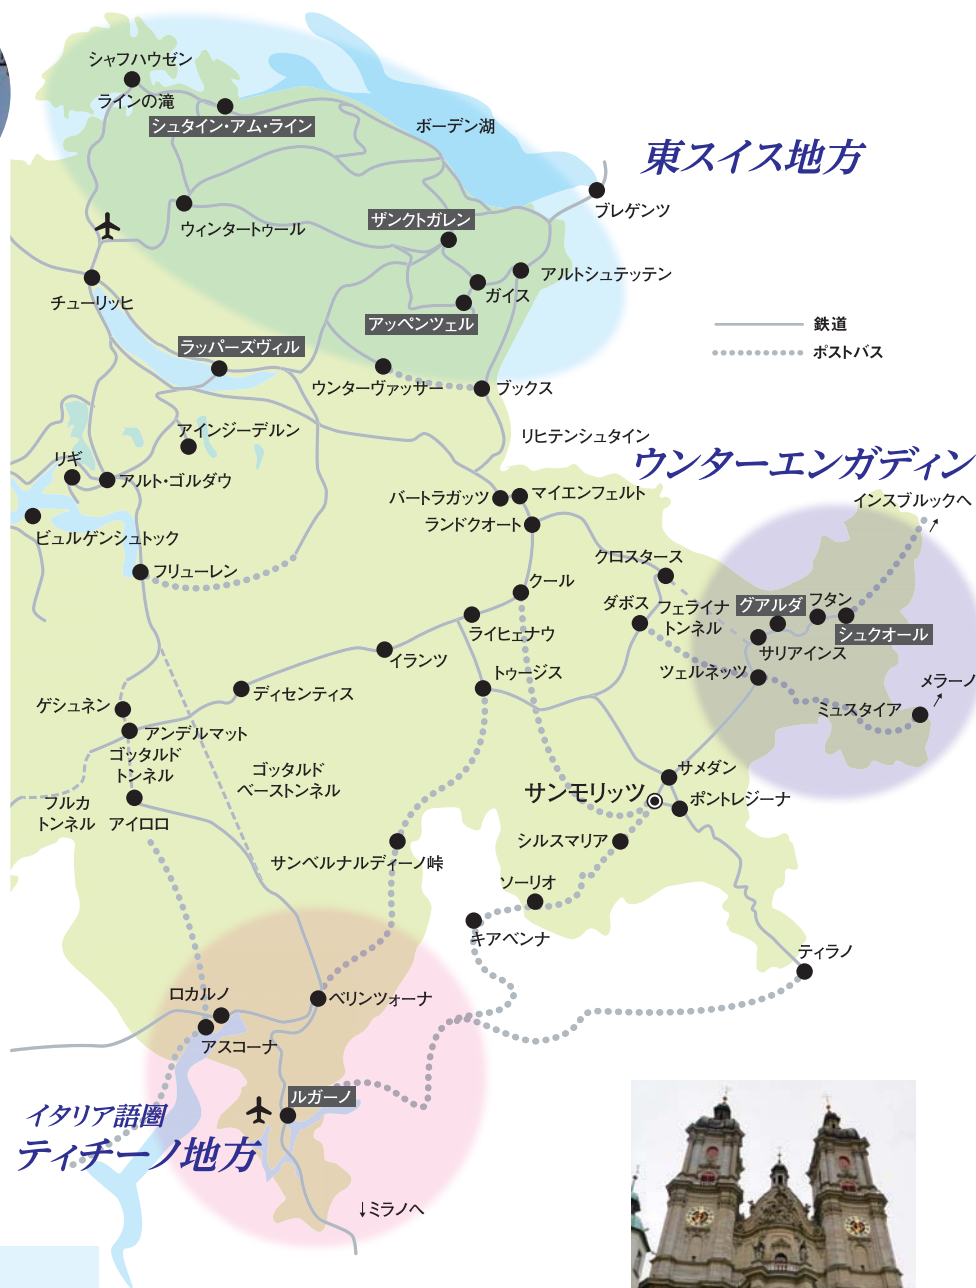 シャフハウゼン
ラインの滝
シュタイン・アム・ライン
ボーデン湖
東スイス地方
ブレゲンツ
ザンクトガレン
ウィンタートゥール
アルトシュテッテン
ガイス
チューリッヒ
アッペンツェル
鉄道
ポストバス
ラッパーズヴィル
ウンターヴァッサー
ブックス
アインジーデルン
リヒテンシュタイン
ウンターエンガディン
リギ
アルト・ゴルダウ
バートラガッツ
マイエンフェルト
インスブルックへ
↑
ランドクオート
ビュルゲンシュトック
クロスタース
フリューレン
クール
ダボス
フェライナ
トンネル
グアルダ
フタン
シュクオール
ライヒェナウ
サリアインス
イランツ
トゥージス
ツェルネッツ
メラーノへ
↑
ディセンティス
ゲシュネン
ミュスタイア
アンデルマット
ゴッタルド
トンネル
ゴッタルド
ベーストンネル
サメダン
サンモリッツ
ポントレジーナ
フルカ
トンネル
アイロロ
シルスマリア
サンベルナルディーノ峠
ソーリオ
キアベンナ
ティラノ
ロカルノ
ベリンツォーナ
アスコーナ
ルガーノ
イタリア語圏
ティチーノ地方
↓ミラノへ